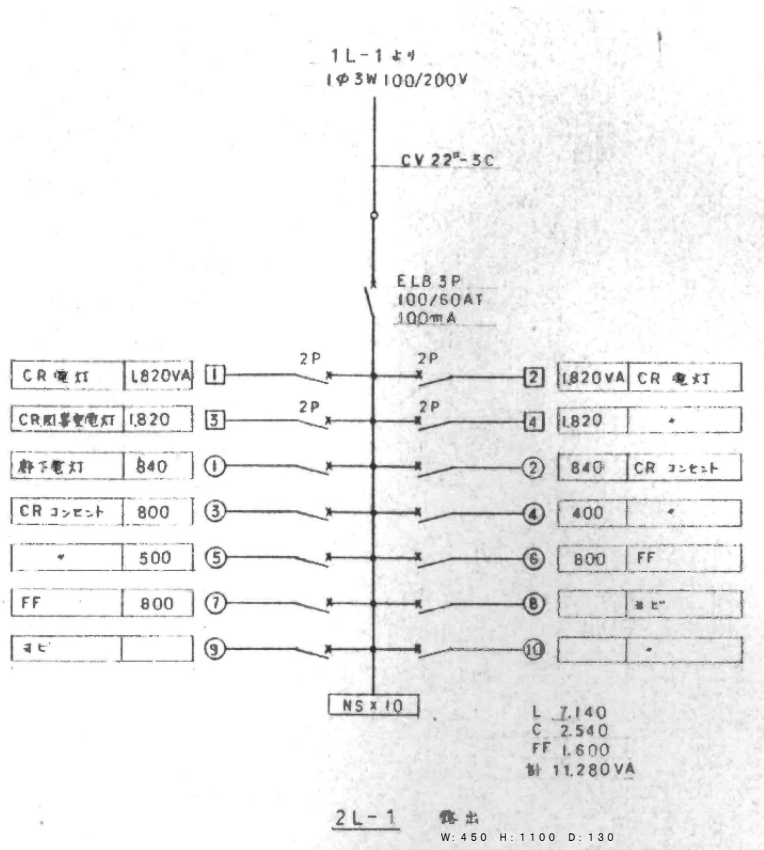 1L-1より
1φ3W 100/200V
CV 22□-3C
ELB 3P
100/60AT
100mA
CR 電灯 1,820VA 1 2P 2P 2 1,820VA CR 電灯
CR図書室電灯 1,820 3 2P 2P 4 1,820 〃
廊下電灯 840 ① ② 840 CR コンセント
CR コンセント 800 ③ ④ 400 〃
〃 500 ⑤ ⑥ 800 FF
FF 800 ⑦ ⑧ ヨビ
ヨビ ⑨ ⑩ 〃
NS×10
L 7.140
C 2.540
FF 1.600
計 11.280VA
2L-1 露出
W:450 H:1100 D:130